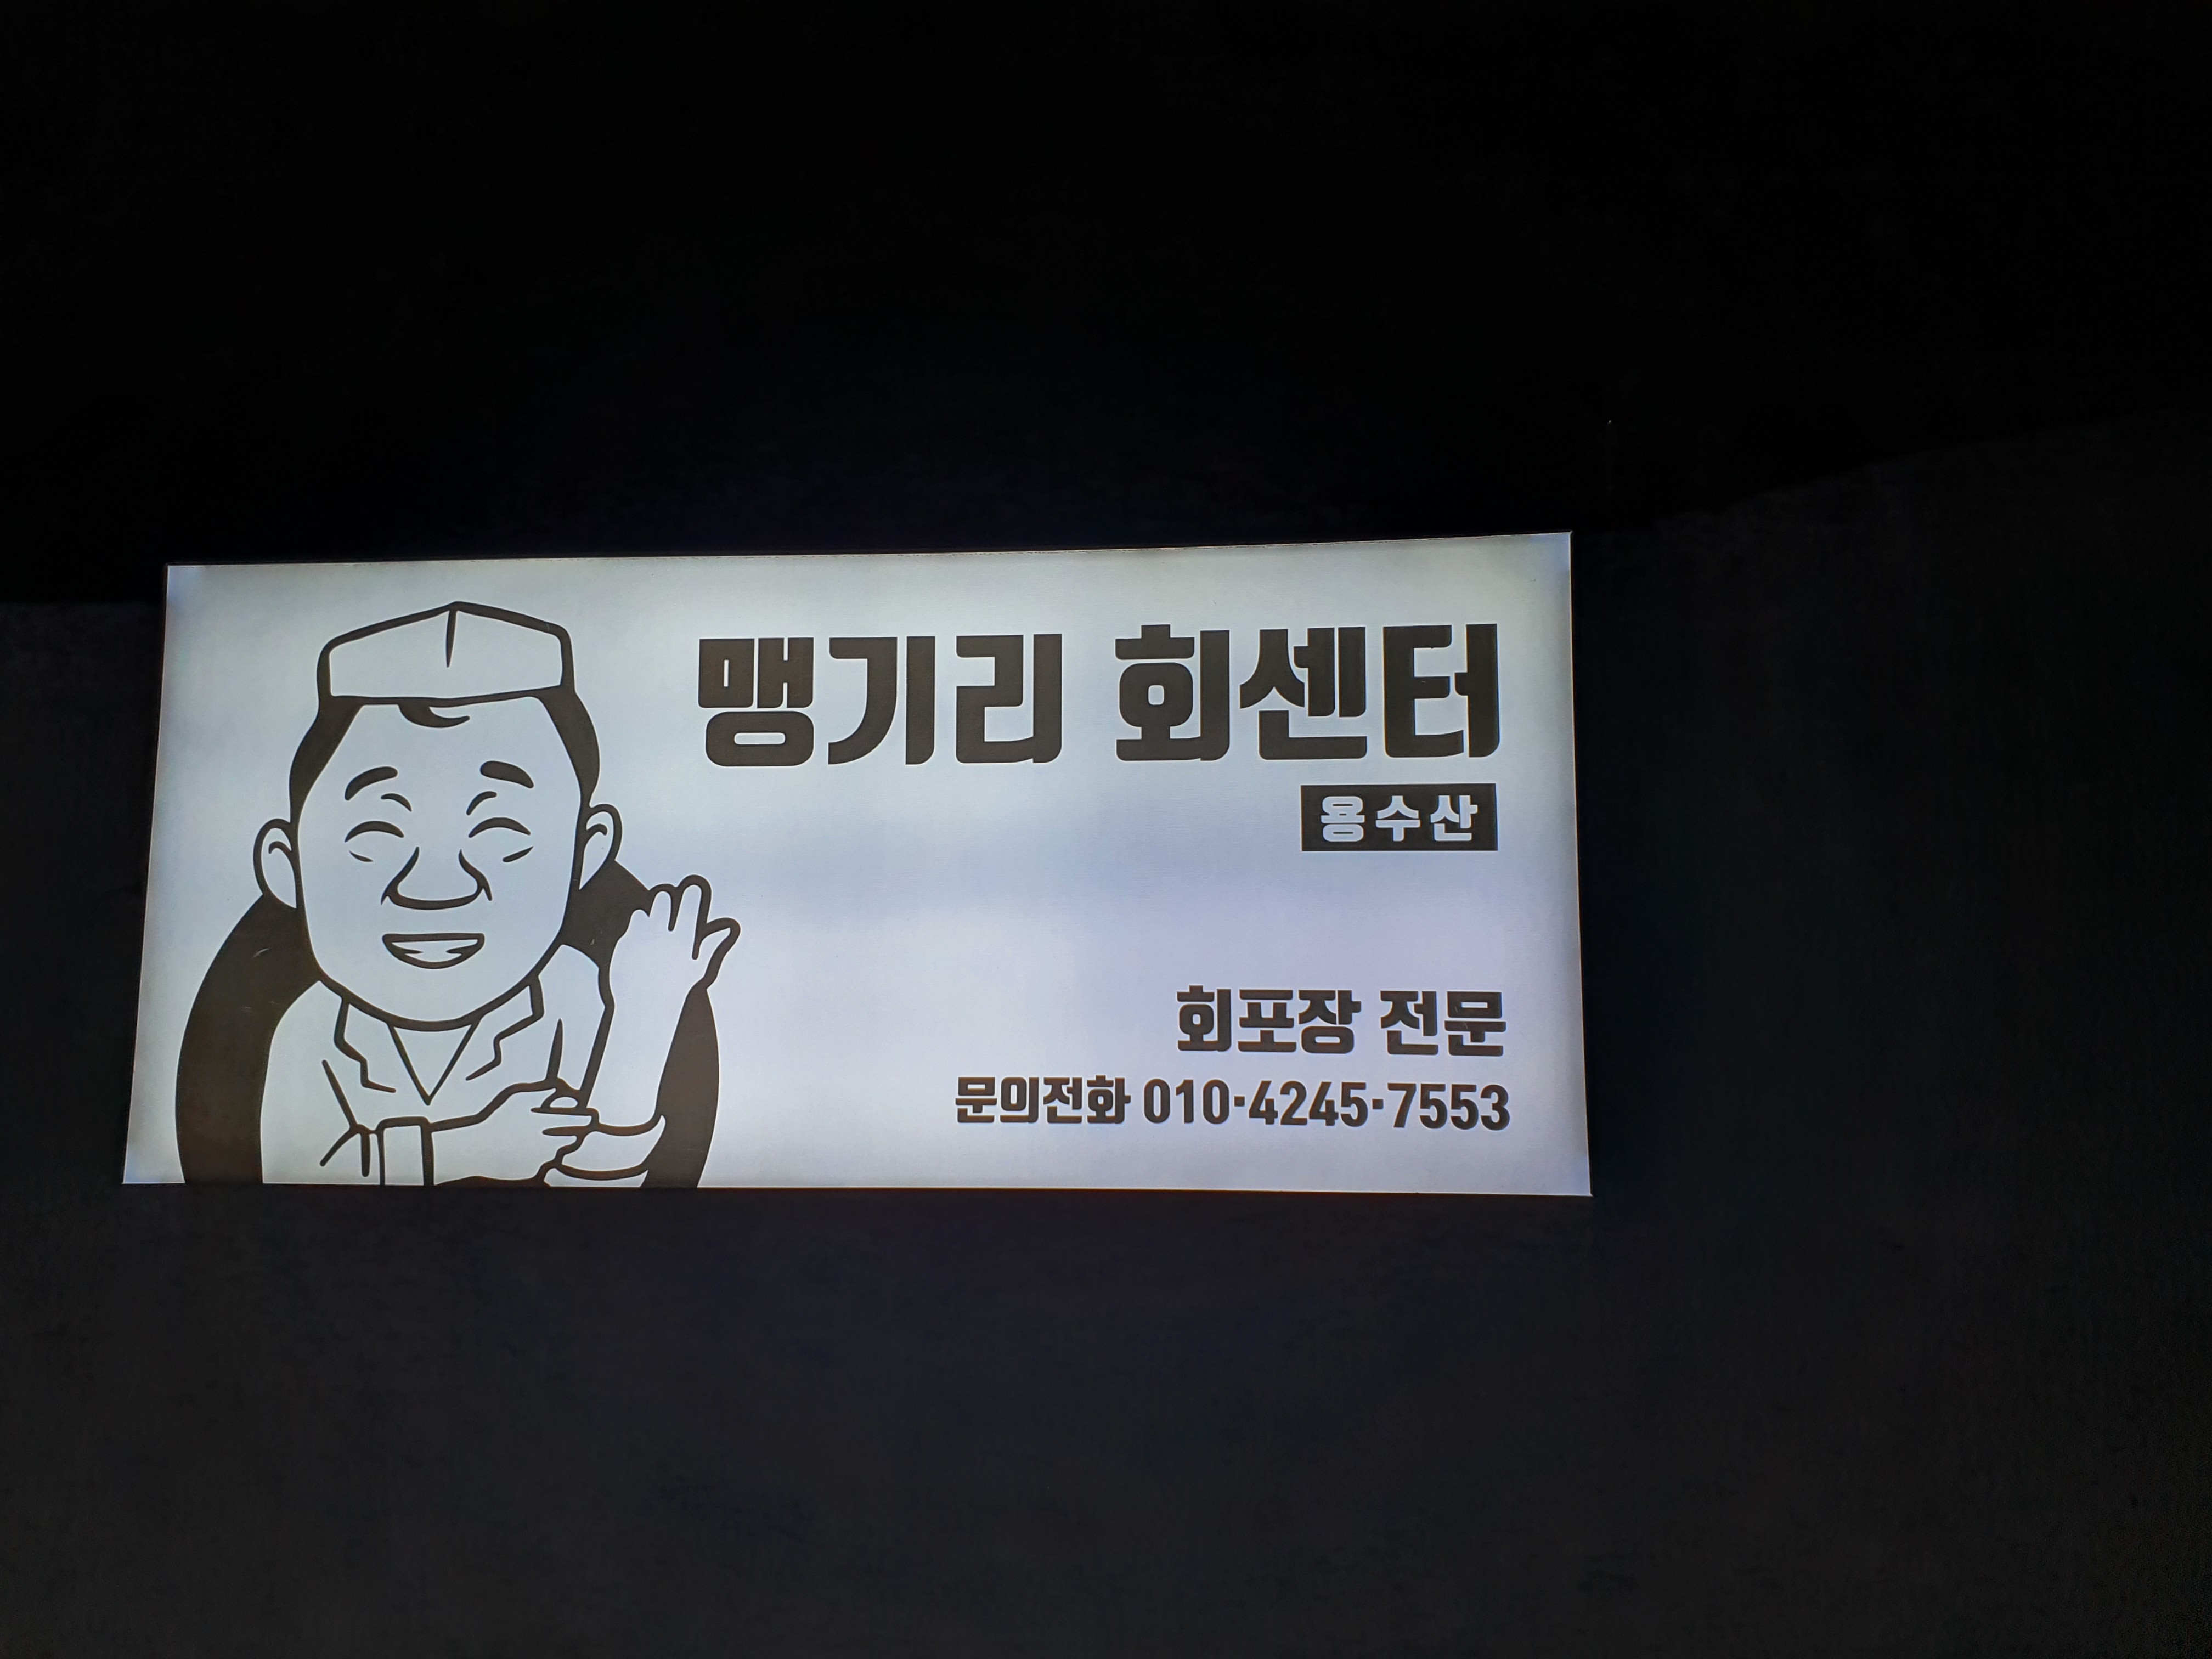 맹기리 회센터
용수산
회포장 전문
문의전화 010·4245·7553